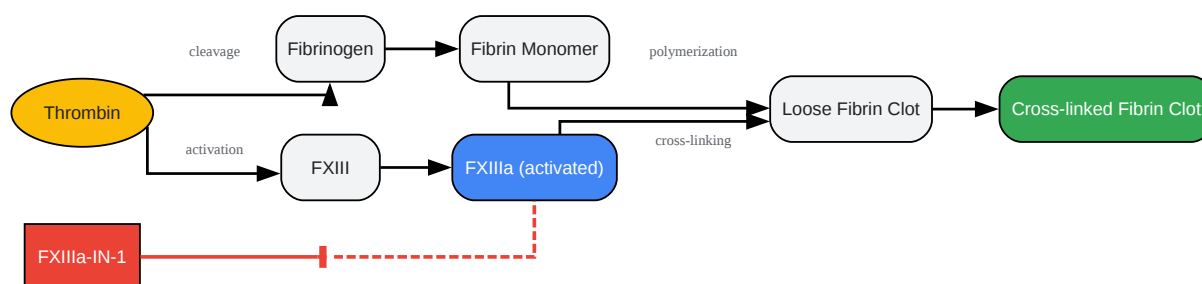 cleavage
Fibrinogen
Fibrin Monomer
polymerization
Thrombin
Loose Fibrin Clot
Cross-linked Fibrin Clot
activation
FXIII
FXIIIa (activated)
cross-linking
FXIIIa-IN-1